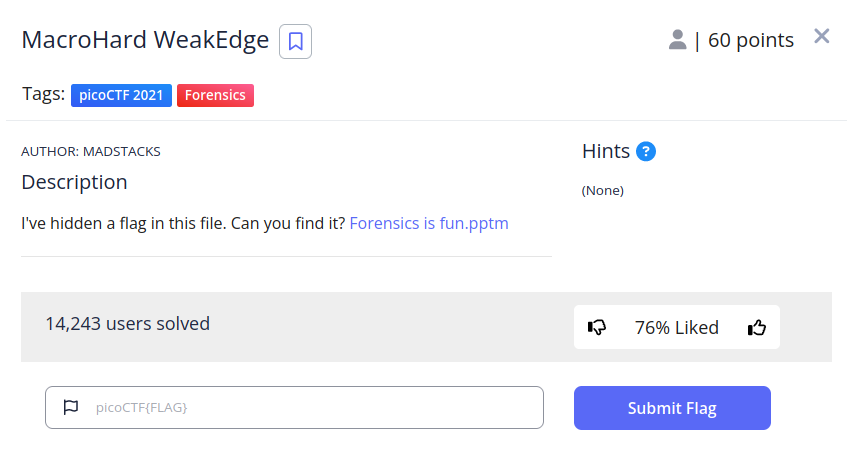 MacroHard WeakEdge
| 60 points
Tags: picoCTF 2021 Forensics
AUTHOR: MADSTACKS
Description
I've hidden a flag in this file. Can you find it? Forensics is fun.pptm
Hints ?
(None)
14,243 users solved
76% Liked
picoCTF{FLAG}
Submit Flag